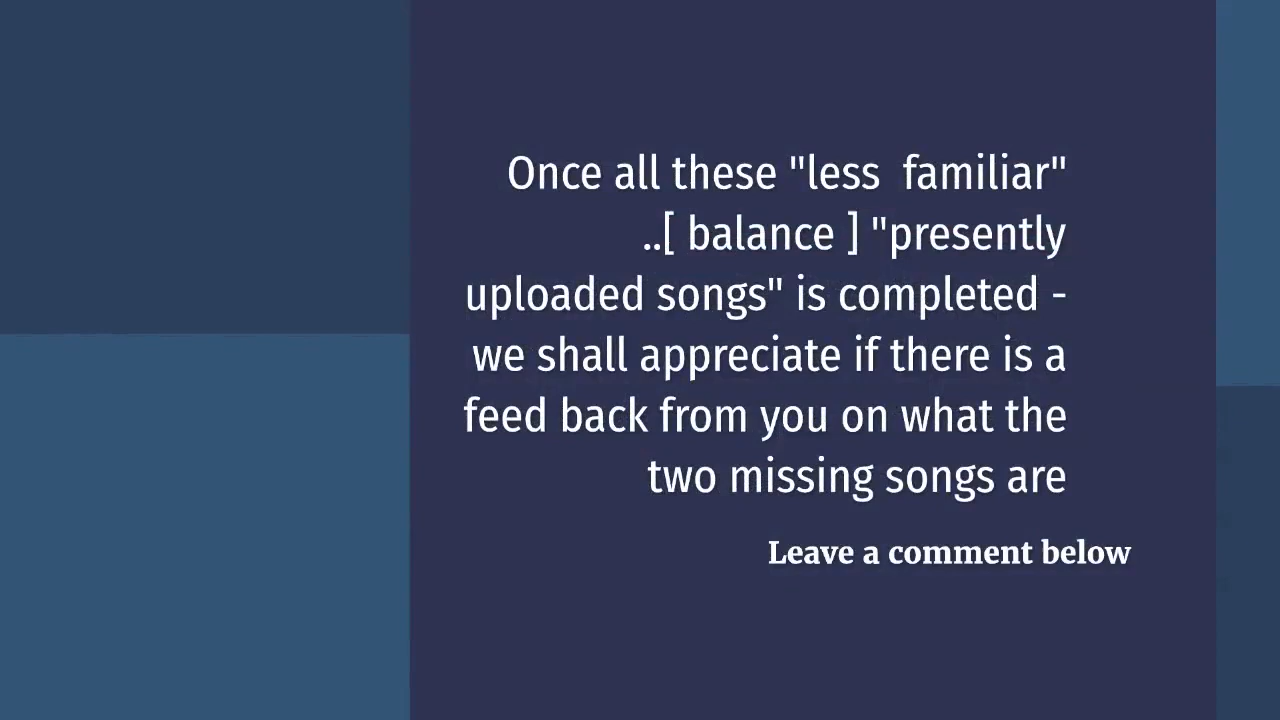 Once all these "less  familiar"
..[ balance ] "presently
uploaded songs" is completed -
we shall appreciate if there is a
feed back from you on what the
two missing songs are
Leave a comment below